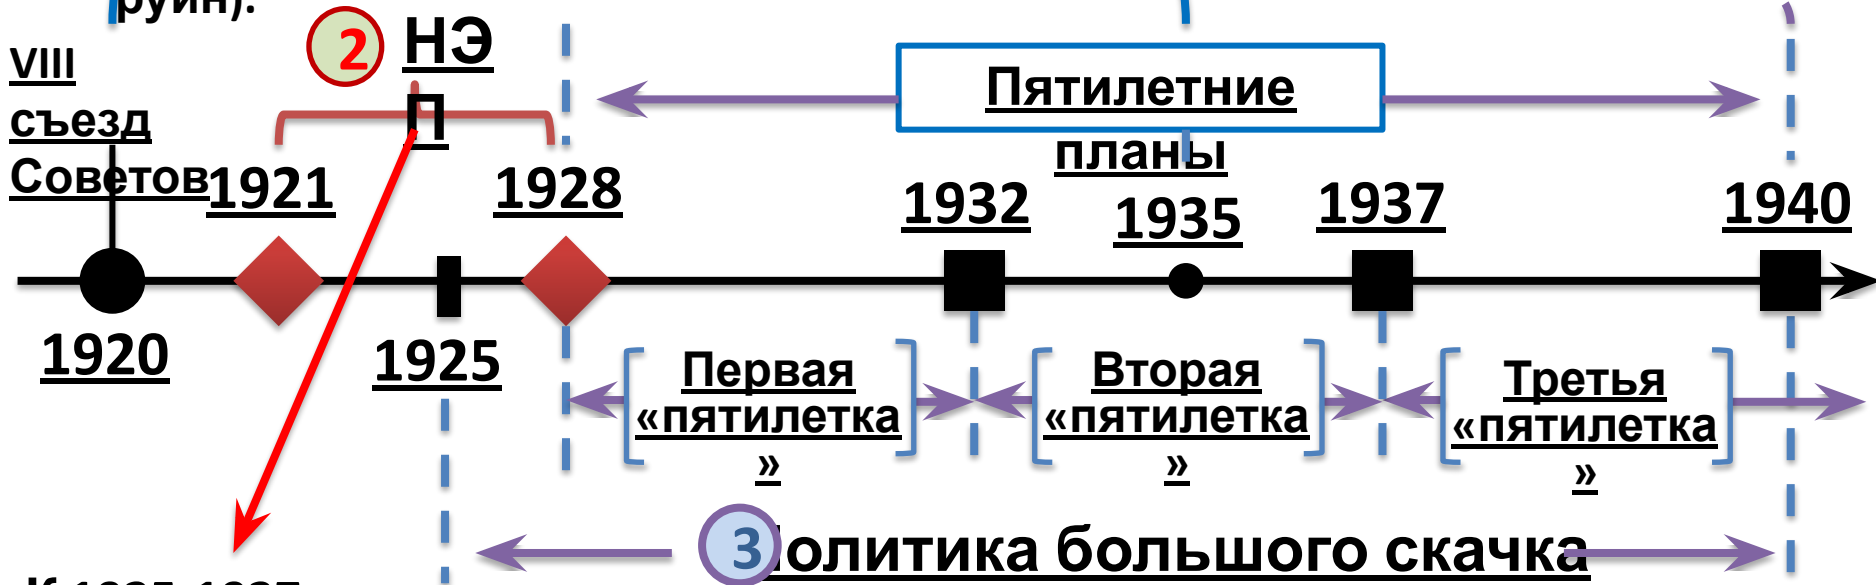 руин).
VIII
съезд
Советов
2
НЭ
П
Пятилетние
планы
1921
1928
1932
1935
1937
1940
1920
1925
Первая
«пятилетка
»
Вторая
«пятилетка
»
Третья
«пятилетка
»
3
олитика большого скачка